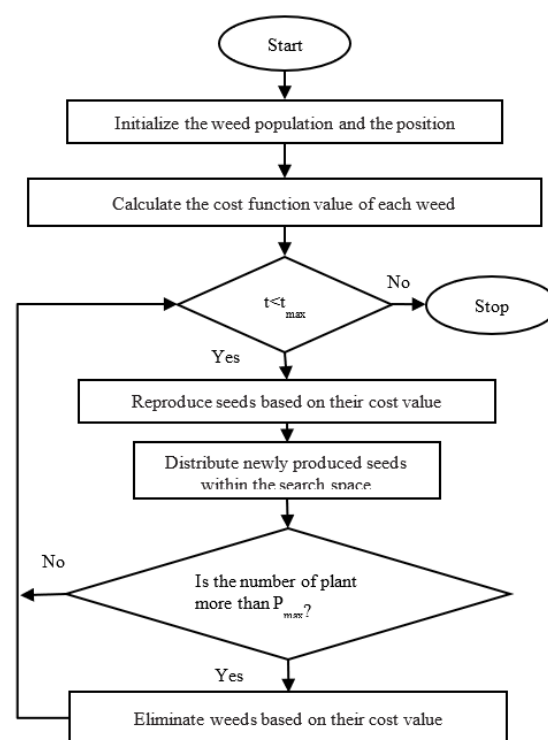 Start
Initialize the weed population and the position
Calculate the cost function value of each weed
t<tmax
No
Stop
Yes
Reproduce seeds based on their cost value
Distribute newly produced seeds
within the search space
No
Is the number of plant
more than Pmax?
Yes
Eliminate weeds based on their cost value